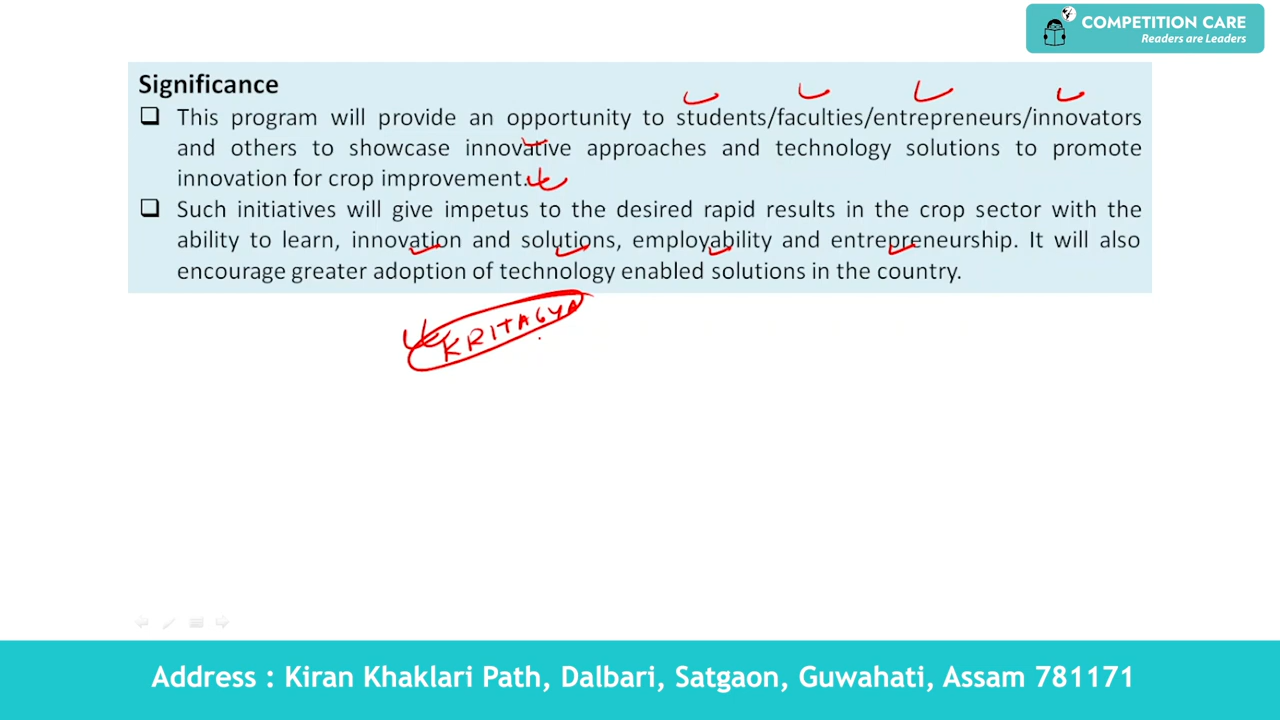 COMPETITION CARE
Readers are Leaders
Significance
This program will provide an opportunity to students/faculties/entrepreneurs/innovators
and others to showcase innovative approaches and technology solutions to promote
innovation for crop improvement.
Such initiatives will give impetus to the desired rapid results in the crop sector with the
ability to learn, innovation and solutions, employability and entrepreneurship. It will also
encourage greater adoption of technology enabled solutions in the country.
KRITAGYA
Address : Kiran Khaklari Path, Dalbari, Satgaon, Guwahati, Assam 781171